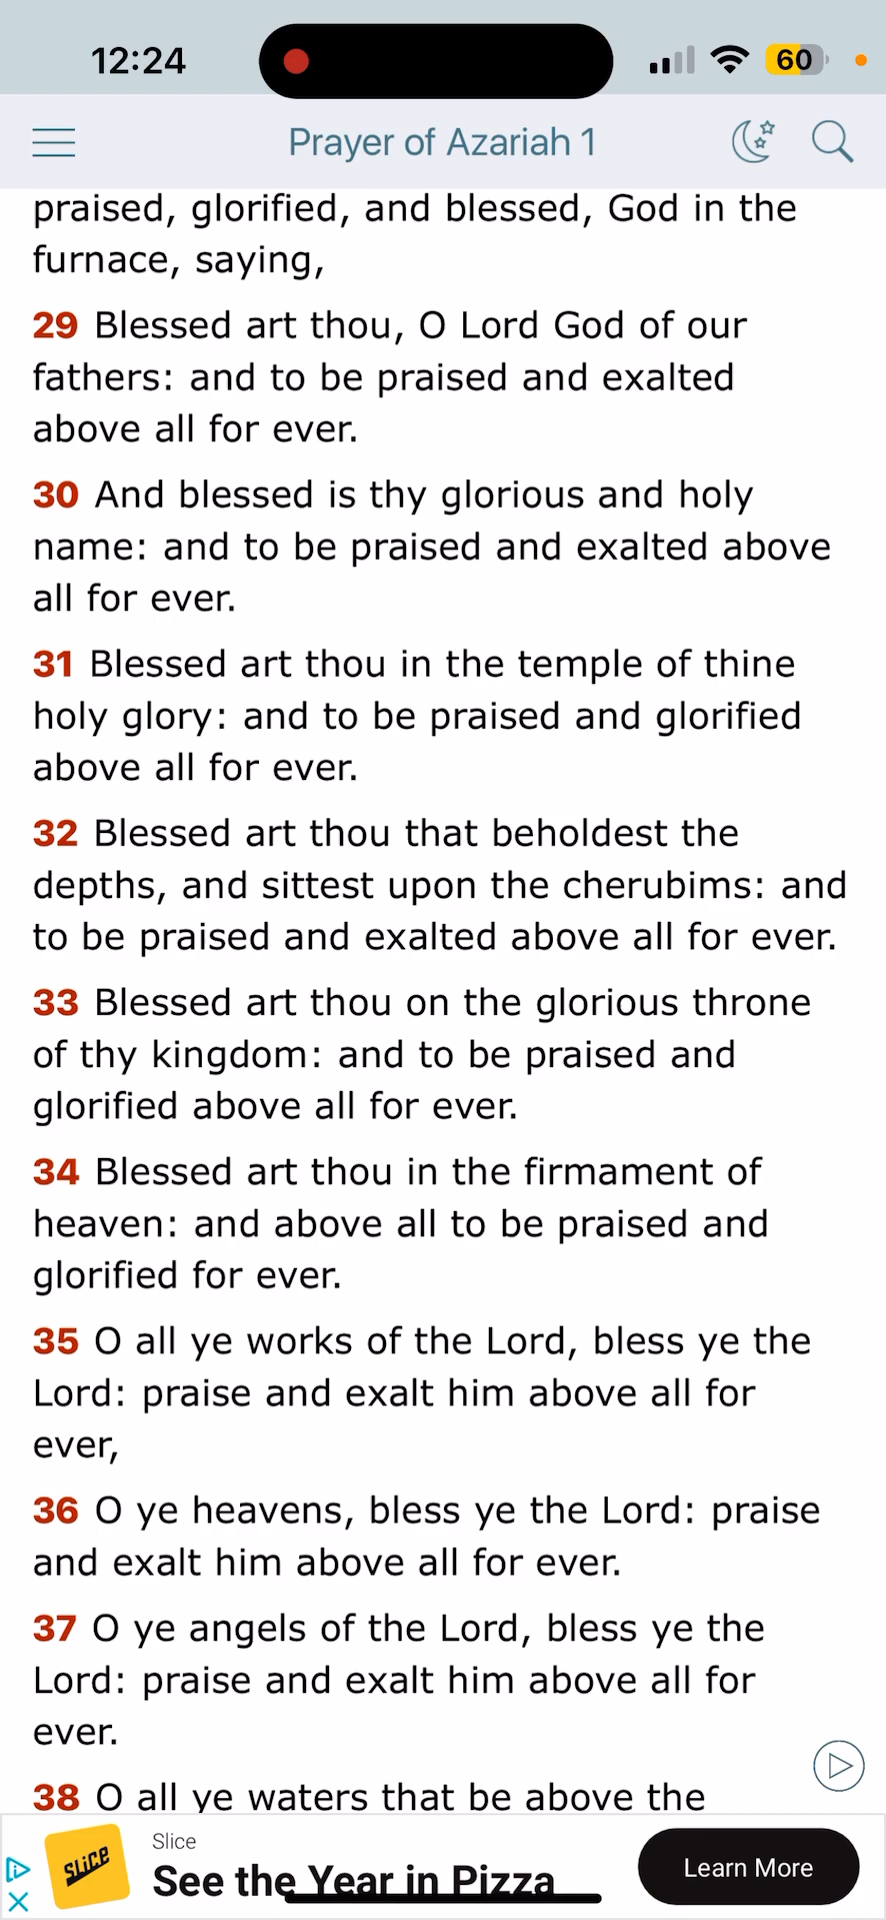 12:24
60
Prayer of Azariah 1
praised, glorified, and blessed, God in the
furnace, saying,
29 Blessed art thou, O Lord God of our
fathers: and to be praised and exalted
above all for ever.
30 And blessed is thy glorious and holy
name: and to be praised and exalted above
all for ever.
31 Blessed art thou in the temple of thine
holy glory: and to be praised and glorified
above all for ever.
32 Blessed art thou that beholdest the
depths, and sittest upon the cherubims: and
to be praised and exalted above all for ever.
33 Blessed art thou on the glorious throne
of thy kingdom: and to be praised and
glorified above all for ever.
34 Blessed art thou in the firmament of
heaven: and above all to be praised and
glorified for ever.
35 O all ye works of the Lord, bless ye the
Lord: praise and exalt him above all for
ever,
36 O ye heavens, bless ye the Lord: praise
and exalt him above all for ever.
37 O ye angels of the Lord, bless ye the
Lord: praise and exalt him above all for
ever.
38 O all ye waters that be above the
SLICE
Slice
See the Year in Pizza
Learn More